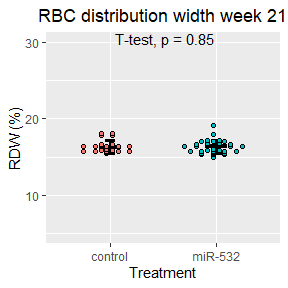 RBC distribution width week 21
T-test, p = 0.85
30
20
10
RDW (%)
control
miR-532
Treatment